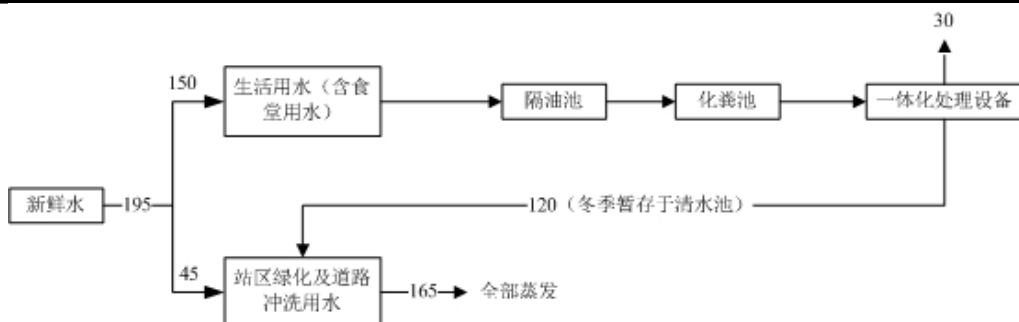 30
150
生活用水（含食
堂用水）
隔油池
化粪池
一体化处理设备
新鲜水
195
120（冬季暂存于清水池）
45
站区绿化及道路
冲洗用水
165
全部蒸发